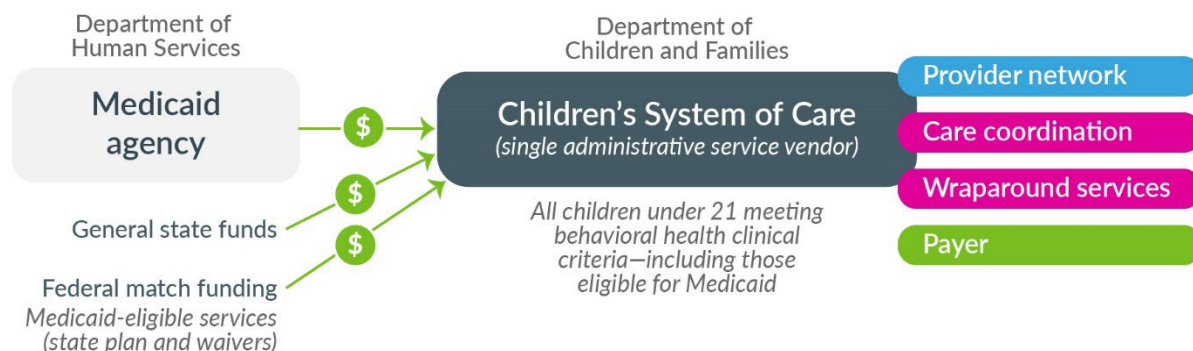 Department of
Human Services
Medicaid
agency
$
General state funds
$
Federal match funding
$
Medicaid-eligible services
(state plan and waivers)
Department of
Children and Families
Children’s System of Care
(single administrative service vendor)
All children under 21 meeting
behavioral health clinical
criteria—including those
eligible for Medicaid
Provider network
Care coordination
Wraparound services
Payer